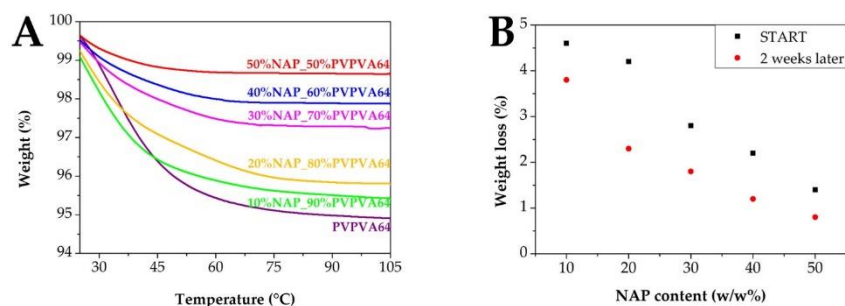 A
100
99
98
97
96
95
94
Weight (%)
50%NAP_50%PVPVA64
40%NAP_60%PVPVA64
30%NAP_70%PVPVA64
20%NAP_80%PVPVA64
10%NAP_90%PVPVA64
PVPVA64
30 45 60 75 90 105
Temperature (°C)
B
5
4
3
2
1
0
Weight loss (%)
START
2 weeks later
10 20 30 40 50
NAP content (w/w%)